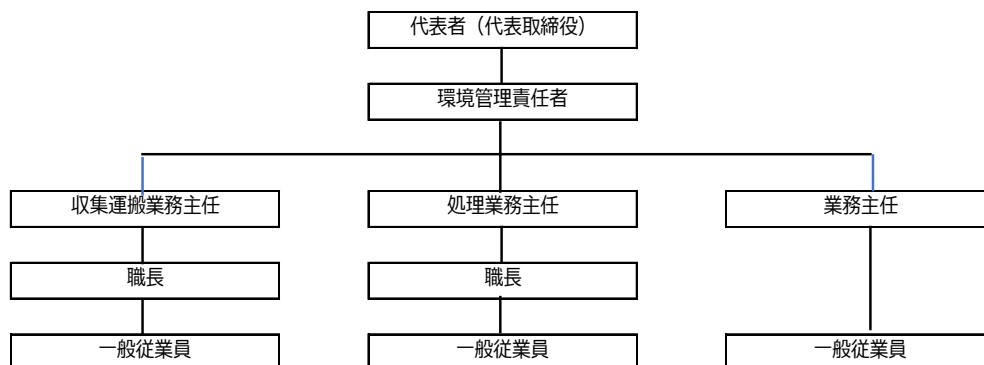 代表者（代表取締役）
環境管理責任者
収集運搬業務主任
処理業務主任
業務主任
職長
職長
一般従業員
一般従業員
一般従業員